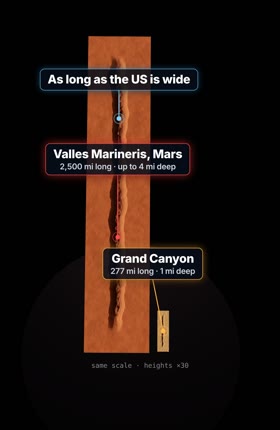 As long as the US is wide
Valles Marineris, Mars
2,500 mi long · up to 4 mi deep
Grand Canyon
277 mi long · 1 mi deep
same scale · heights ×30